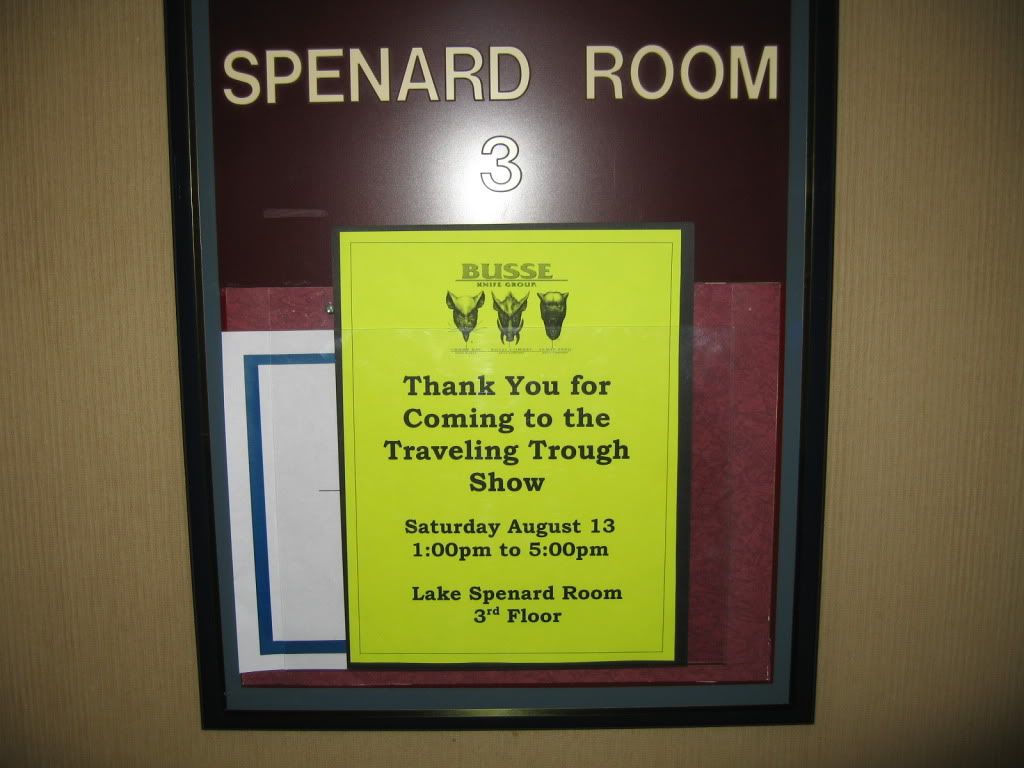 SPENARD ROOM
3
BUSSE
KNIFE GROUP
Thank You for
Coming to the
Traveling Trough
Show
Saturday August 13
1:00pm to 5:00pm
Lake Spenard Room
3rd Floor